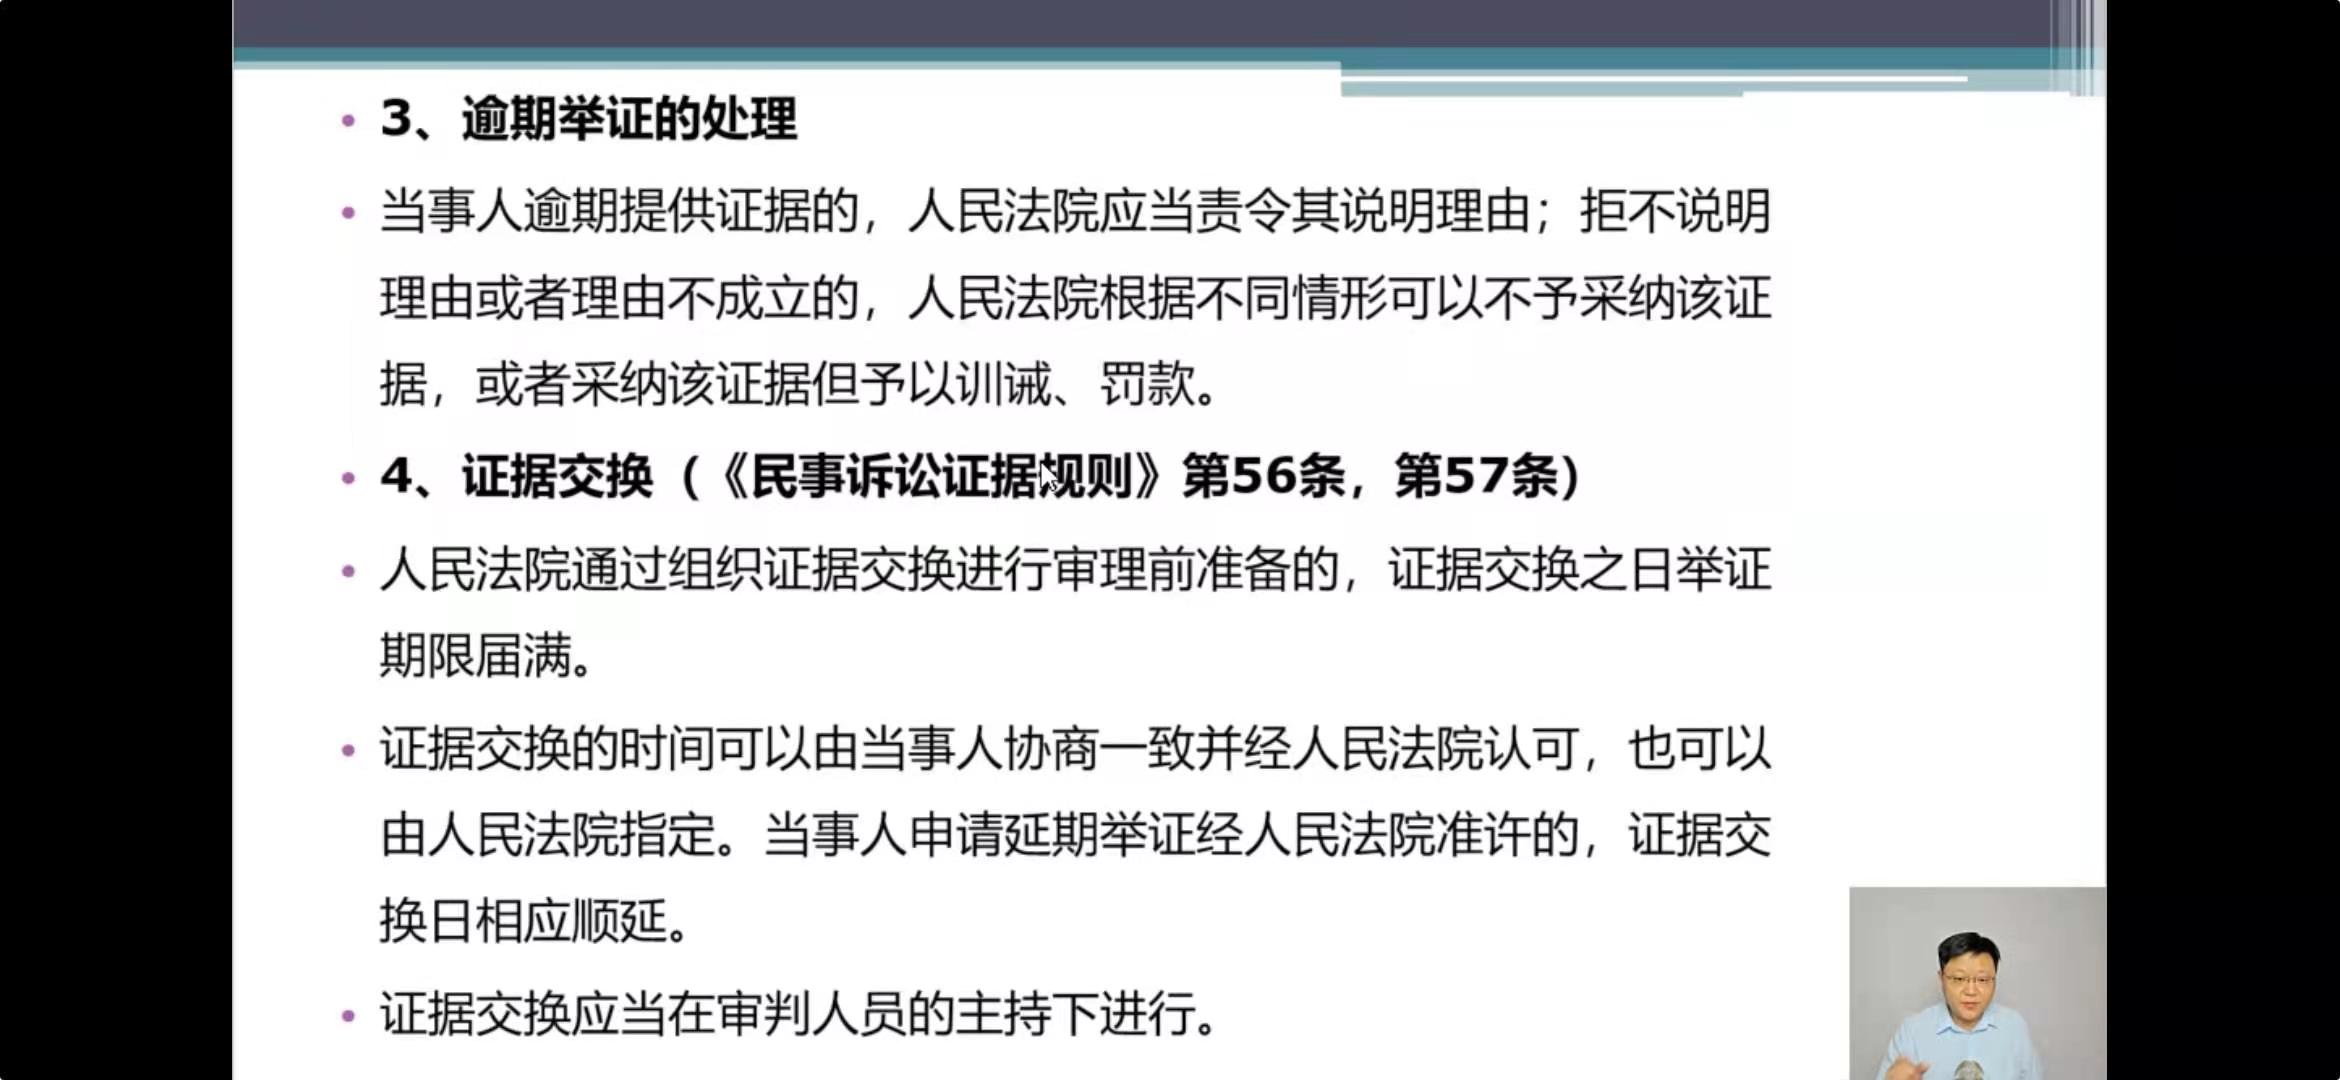 • 3、逾期举证的处理
• 当事人逾期提供证据的，人民法院应当责令其说明理由；拒不说明
理由或者理由不成立的，人民法院根据不同情形可以不予采纳该证
据，或者采纳该证据但予以训诫、罚款。
• 4、证据交换（《民事诉讼证据规则》第56条，第57条）
• 人民法院通过组织证据交换进行审理前准备的，证据交换之日举证
期限届满。
• 证据交换的时间可以由当事人协商一致并经人民法院认可，也可以
由人民法院指定。当事人申请延期举证经人民法院准许的，证据交
换日相应顺延。
• 证据交换应当在审判人员的主持下进行。